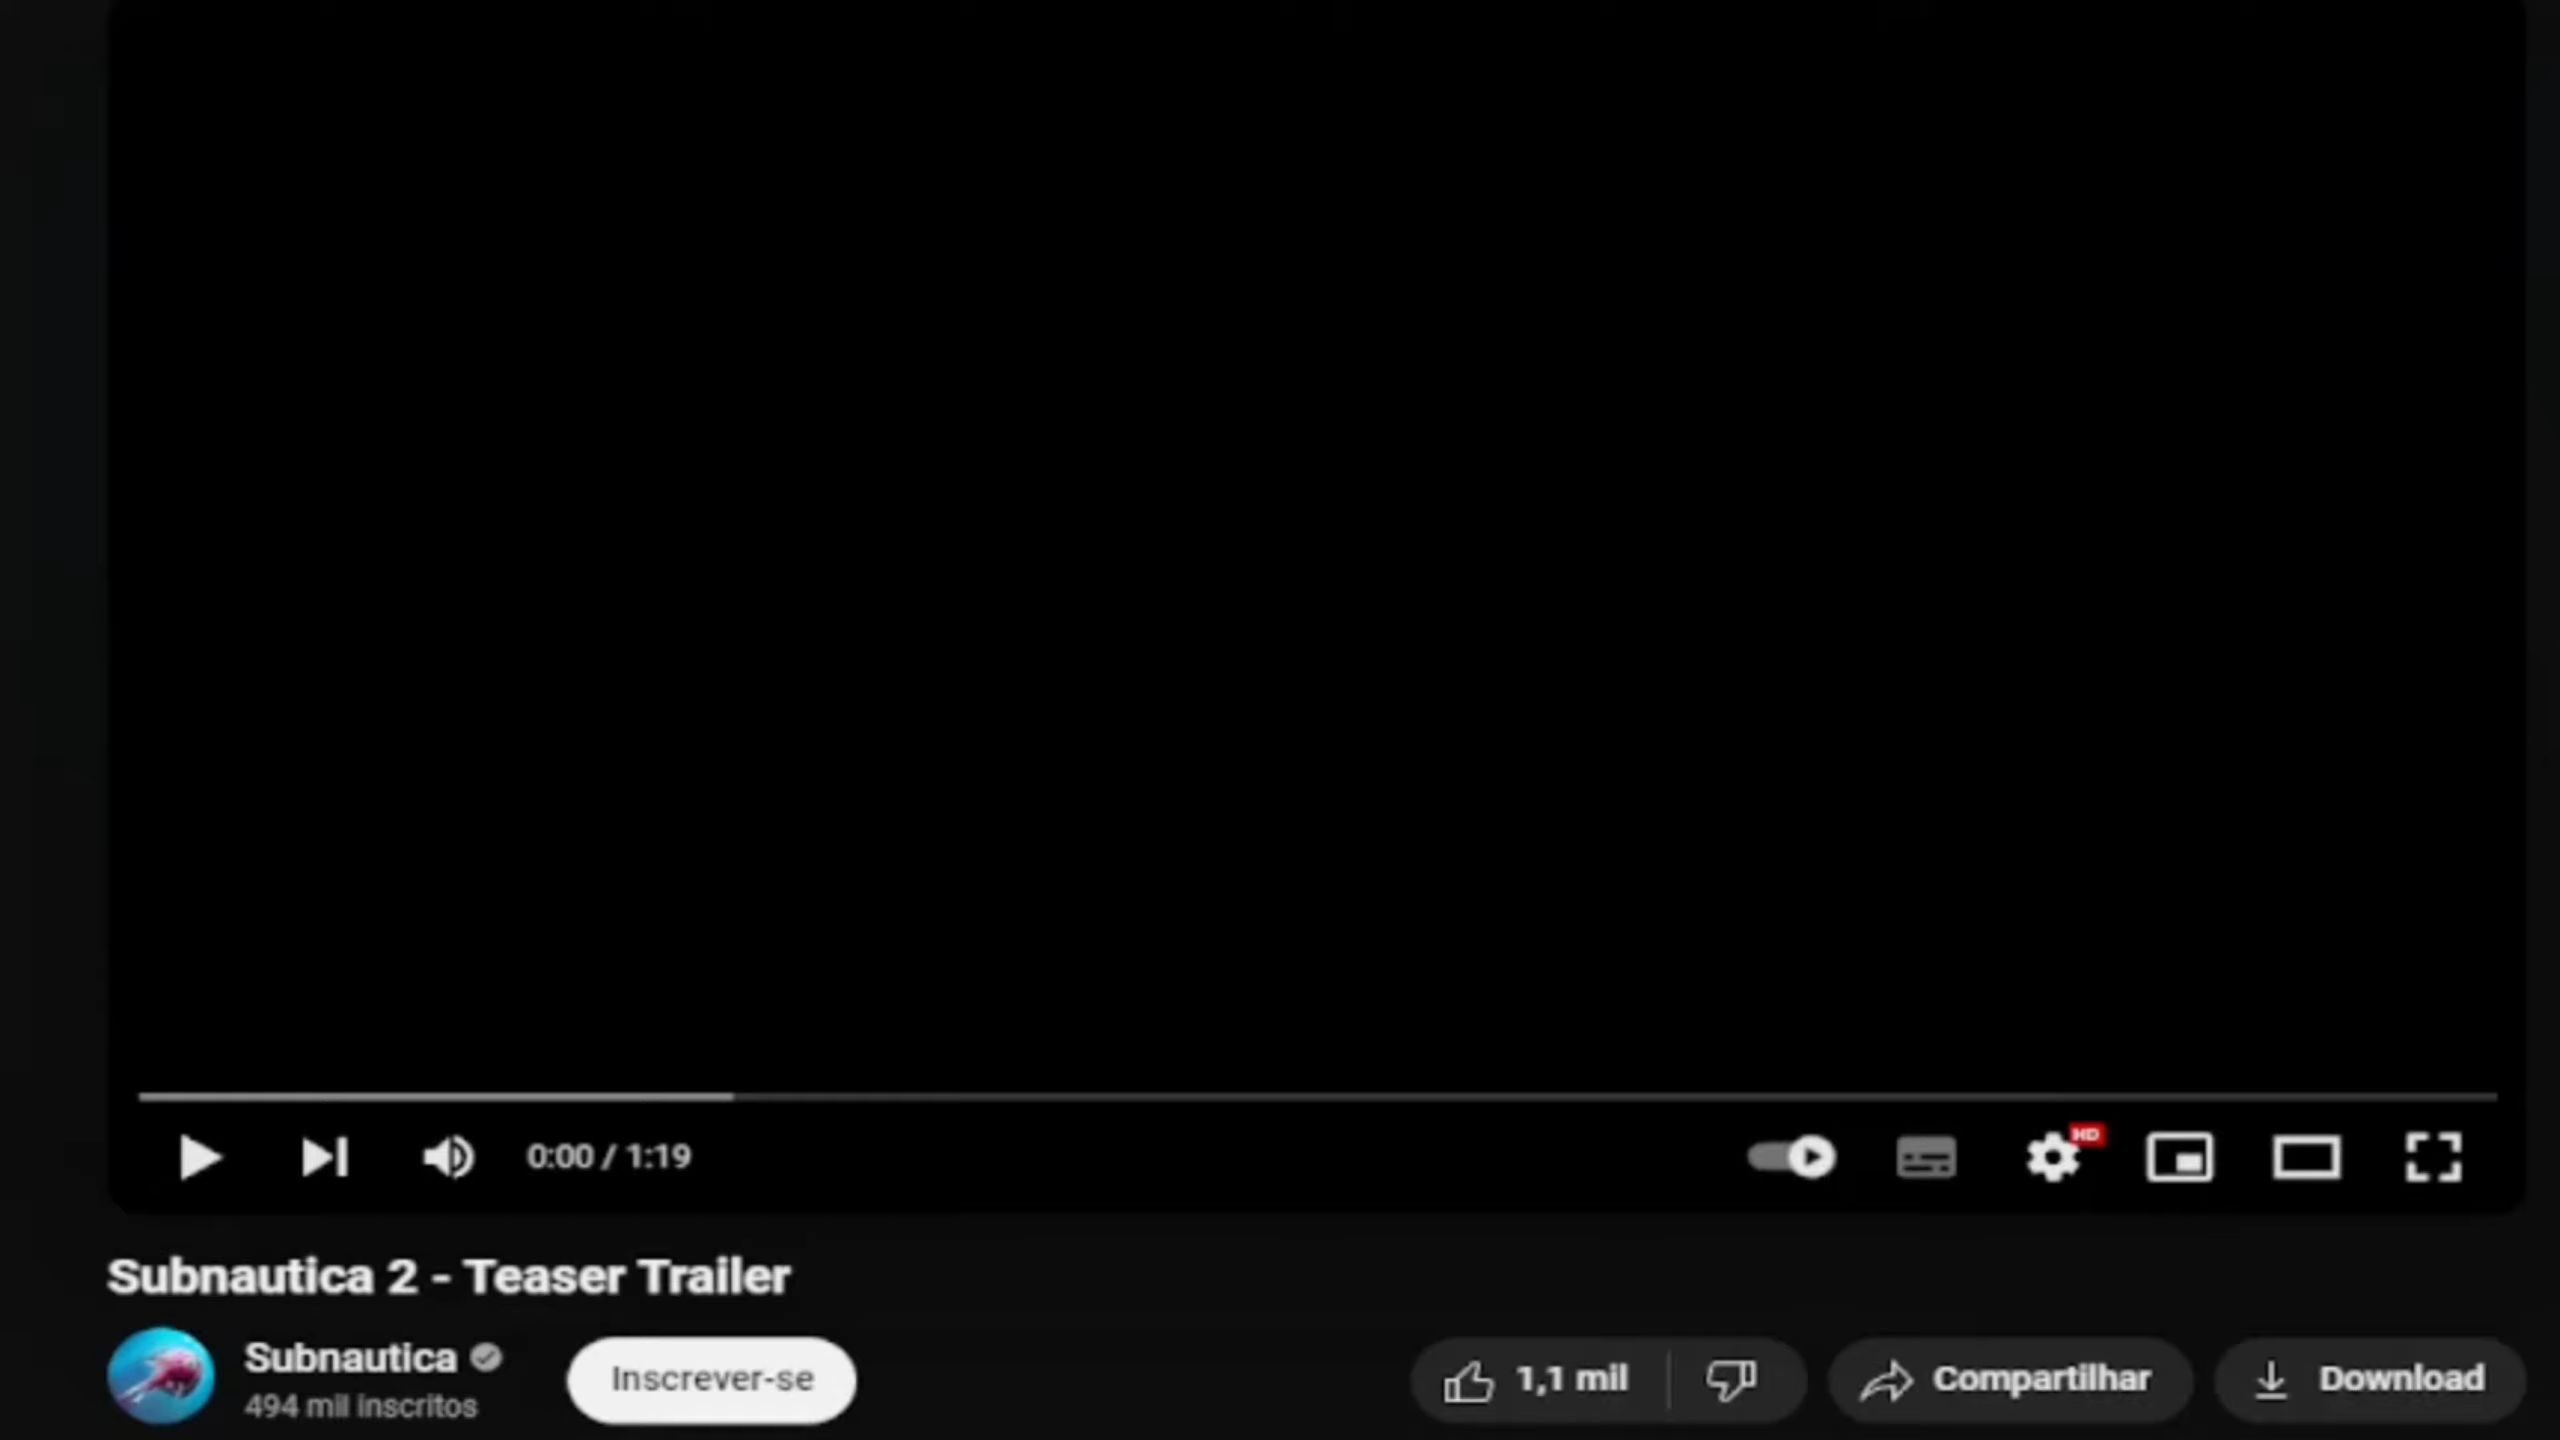 0:00 / 1:19
HD
Subnautica 2 - Teaser Trailer
Subnautica
494 mil inscritos
Inscrever-se
1,1 mil
Compartilhar
Download